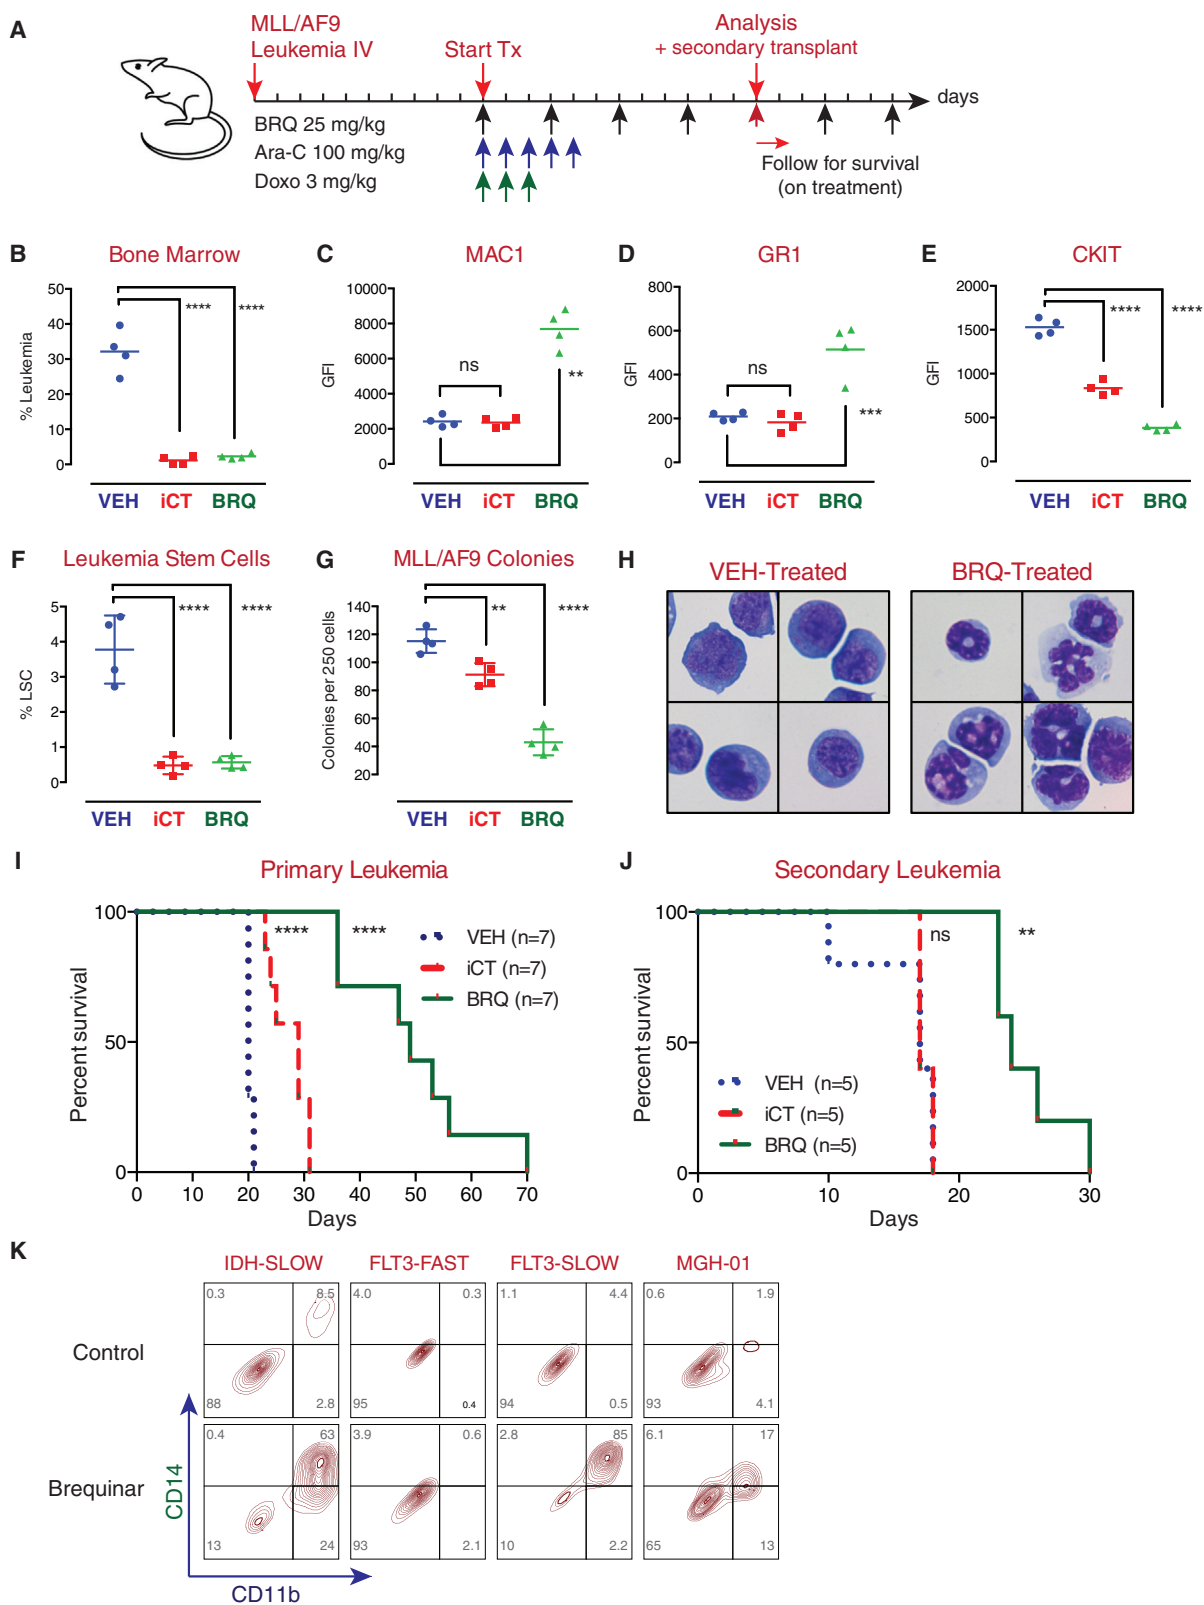 A
MLL/AF9
Leukemia IV
Start Tx
Analysis
+ secondary transplant
days
BRQ 25 mg/kg
Ara-C 100 mg/kg
Doxo 3 mg/kg
Follow for survival
(on treatment)
B
Bone Marrow
% Leukemia
50
40
30
20
10
0
****
****
VEH iCT BRQ
C
MAC1
GFI
10000
8000
6000
4000
2000
0
ns
**
VEH iCT BRQ
D
GR1
GFI
800
600
400
200
0
ns
***
VEH iCT BRQ
E
CKIT
GFI
2000
1500
1000
500
0
****
****
VEH iCT BRQ
F
Leukemia Stem Cells
% LSC
5
4
3
2
1
0
****
****
VEH iCT BRQ
G
MLL/AF9 Colonies
Colonies per 250 cells
140
120
100
80
60
40
20
**
****
VEH iCT BRQ
H
VEH-Treated
BRQ-Treated
I
Primary Leukemia
Percent survival
100
50
0
****
****
VEH (n=7)
iCT (n=7)
BRQ (n=7)
0 10 20 30 40 50 60 70
Days
J
Secondary Leukemia
Percent survival
100
50
0
ns
**
VEH (n=5)
iCT (n=5)
BRQ (n=5)
0 10 20 30
Days
K
IDH-SLOW FLT3-FAST FLT3-SLOW MGH-01
Control
0.3 8.5 4.0 0.3 1.1 4.4 0.6 1.9
88 2.8 95 0.4 94 0.5 93 4.1
Brequinar
0.4 63 3.9 0.6 2.8 85 6.1 17
13 24 93 2.1 10 2.2 65 13
CD14
CD11b